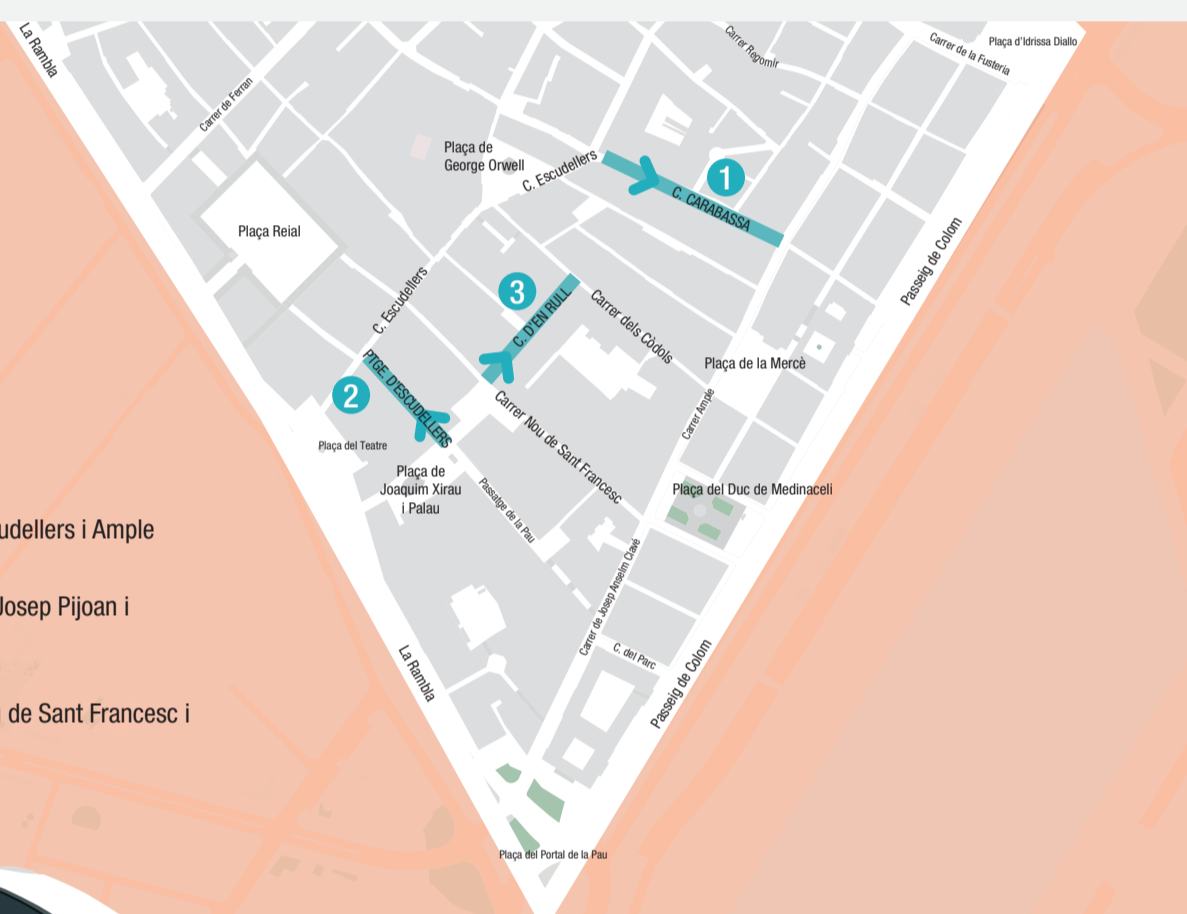 La Rambla
Carrer de Ferran
Carrer Regomir
Carrer de la Fusteria
Plaça d'Idrissa Diallo
Plaça de
George Orwell
C. Escudellers
1
C. CARABASSA
Plaça Reial
Passeig de Colom
C. Escudellers
3
C. D'EN RULL
Carrer dels Còdols
PTGE. D'ESCUDELLERS
2
Plaça de la Mercè
Carrer Ample
Carrer Nou de Sant Francesc
Plaça del Teatre
Plaça de
Joaquim Xirau
i Palau
Passatge de la Pau
Plaça del Duc de Medinaceli
udellers i Ample
Carrer de Josep Anselm Clavé
Josep Pijoan i
C. del Parc
La Rambla
Passeig de Colom
de Sant Francesc i
Plaça del Portal de la Pau